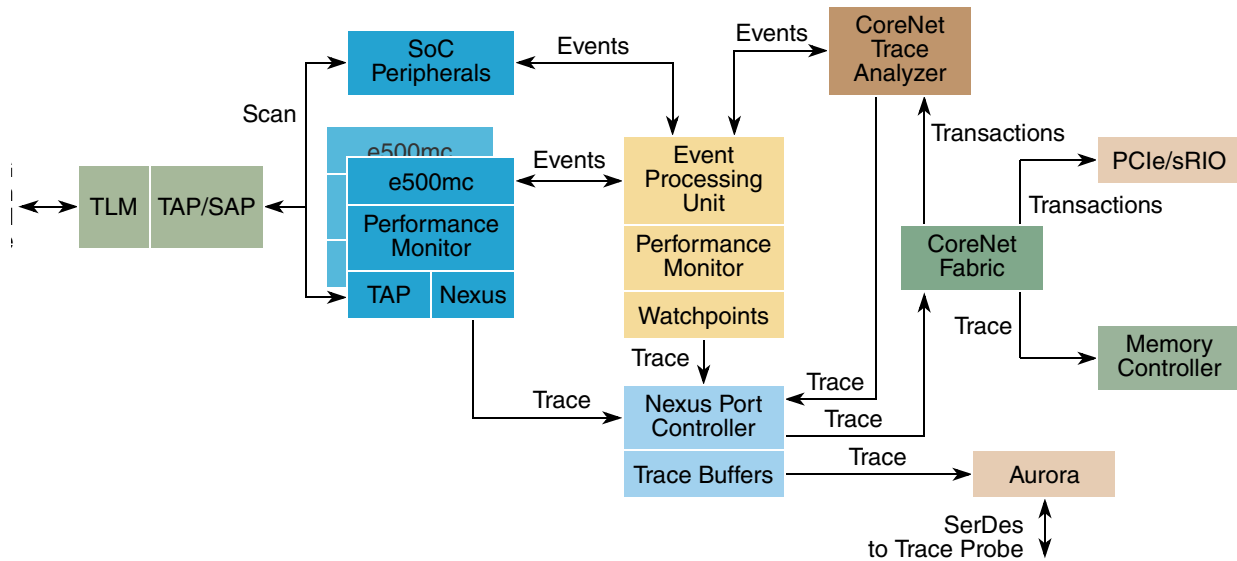 Events
SoC
Peripherals
Events
CoreNet
Trace
Analyzer
Scan
Transactions
PCIe/sRIO
Transactions
e500mc
Events
Event
Processing
Unit
e500mc
TLM
TAP/SAP
Performance
Monitor
Performance
Monitor
CoreNet
Fabric
TAP
Nexus
Watchpoints
Trace
Trace
Memory
Controller
Trace
Trace
Nexus Port
Controller
Trace
Trace Buffers
Trace
Aurora
SerDes
to Trace Probe